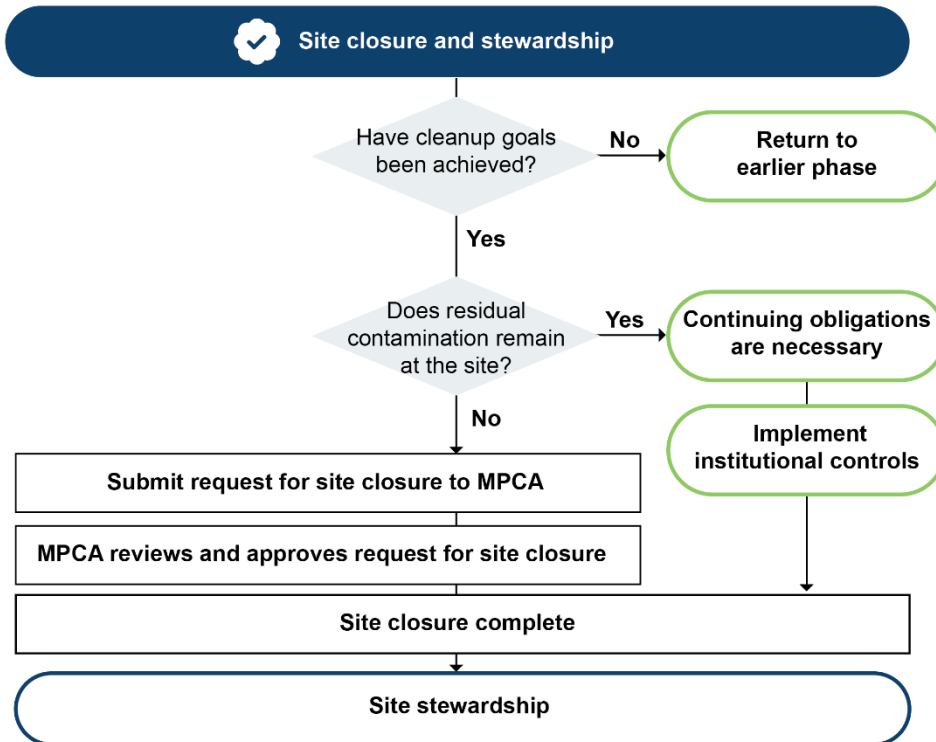 Site closure and stewardship
Have cleanup goals
been achieved?
No
Return to
earlier phase
Yes
Does residual
contamination remain
at the site?
Yes
Continuing obligations
are necessary
No
Implement
institutional controls
Submit request for site closure to MPCA
MPCA reviews and approves request for site closure
Site closure complete
Site stewardship